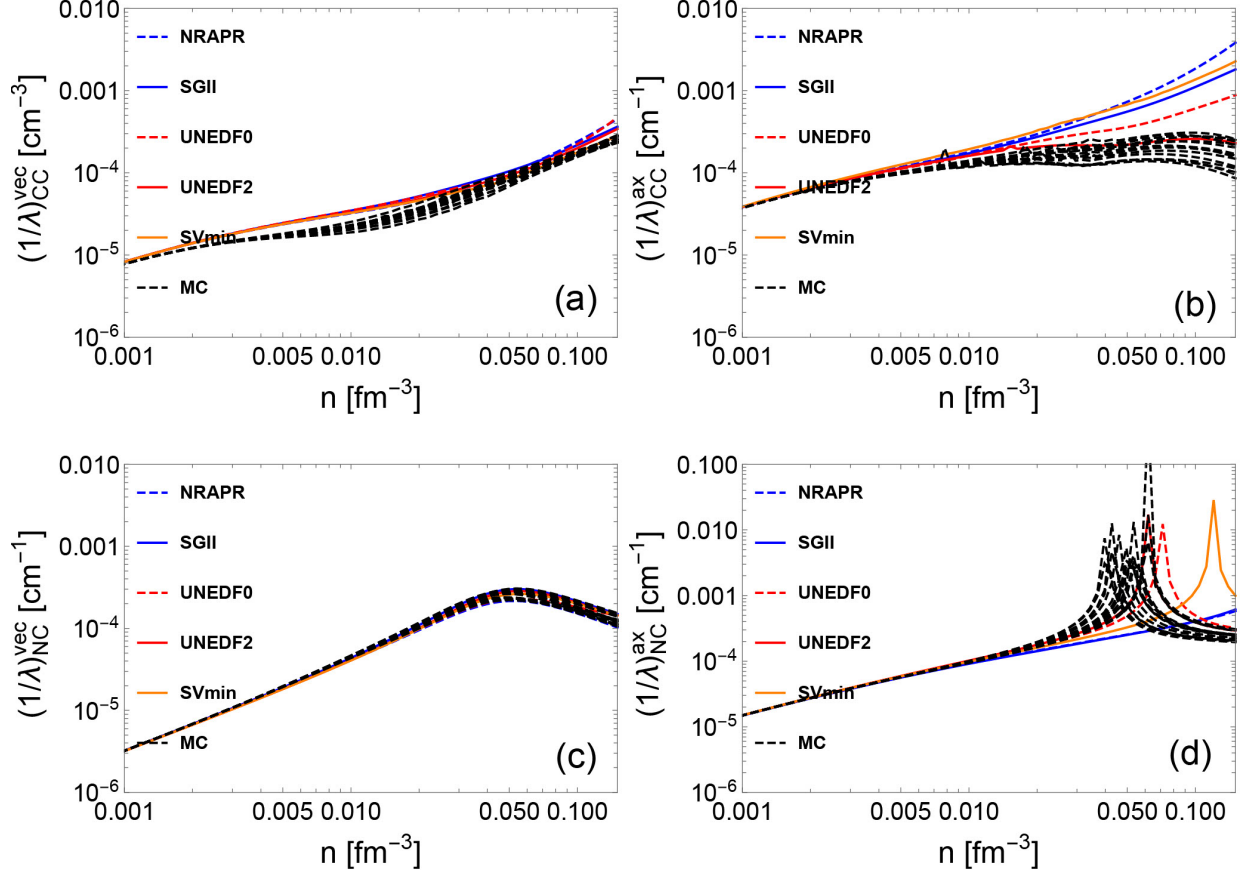 0.010
0.001
10⁻⁴
10⁻⁵
10⁻⁶
(1/λ)CCvec [cm⁻³]
NRAPR
SGII
UNEDF0
UNEDF2
SVmin
MC
(a)
0.001
0.005
0.010
0.050
0.100
n [fm⁻³]
0.010
0.001
10⁻⁴
10⁻⁵
10⁻⁶
(1/λ)CCax [cm⁻¹]
NRAPR
SGII
UNEDF0
UNEDF2
SVmin
MC
(b)
0.001
0.005
0.010
0.050
0.100
n [fm⁻³]
0.010
0.001
10⁻⁴
10⁻⁵
10⁻⁶
(1/λ)NCvec [cm⁻¹]
NRAPR
SGII
UNEDF0
UNEDF2
SVmin
MC
(c)
0.001
0.005
0.010
0.050
0.100
n [fm⁻³]
0.100
0.010
0.001
10⁻⁴
10⁻⁵
10⁻⁶
(1/λ)NCax [cm⁻¹]
NRAPR
SGII
UNEDF0
UNEDF2
SVmin
MC
(d)
0.001
0.005
0.010
0.050
0.100
n [fm⁻³]